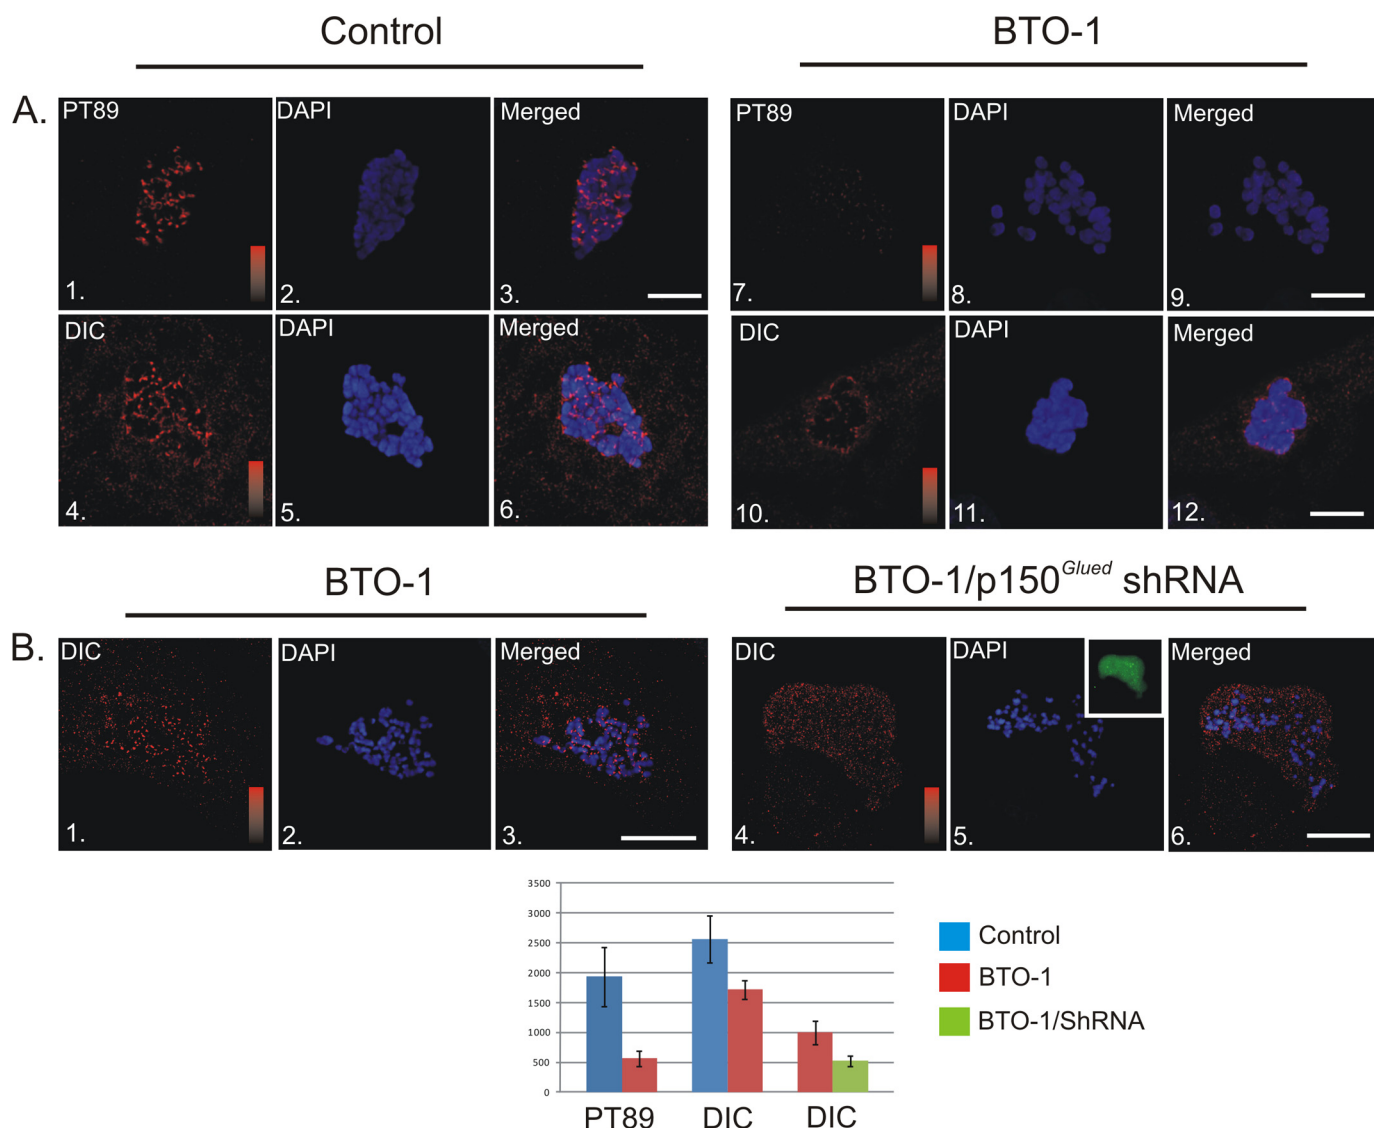 Control
BTO-1
A.
PT89 DAPI Merged PT89 DAPI Merged
1. 2. 3. 7. 8. 9.
DIC DAPI Merged DIC DAPI Merged
4. 5. 6. 10. 11. 12.
BTO-1
BTO-1/p150Glued shRNA
B.
DIC DAPI Merged DIC DAPI Merged
1. 2. 3. 4. 5. 6.
3500
3000
2500
2000
1500
1000
500
0
PT89 DIC DIC
Control
BTO-1
BTO-1/ShRNA